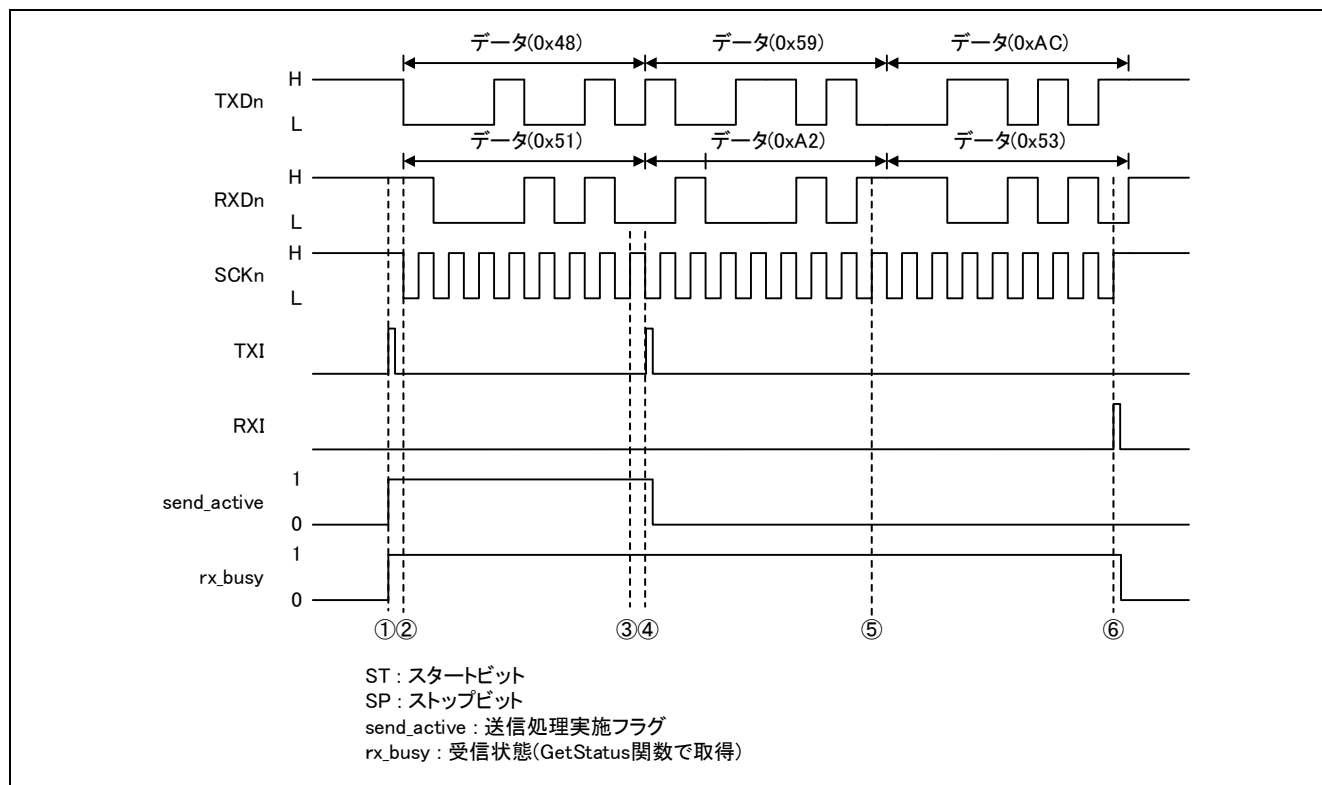 データ(0x48) データ(0x59) データ(0xAC)
H
TXDn
L
データ(0x51) データ(0xA2) データ(0x53)
H
RXDn
L
H
SCKn
L
TXI
RXI
1
send_active
0
1
rx_busy
0
①② ③④ ⑤ ⑥
ST : スタートビット
SP : ストップビット
send_active : 送信処理実施フラグ
rx_busy : 受信状態(GetStatus関数で取得)